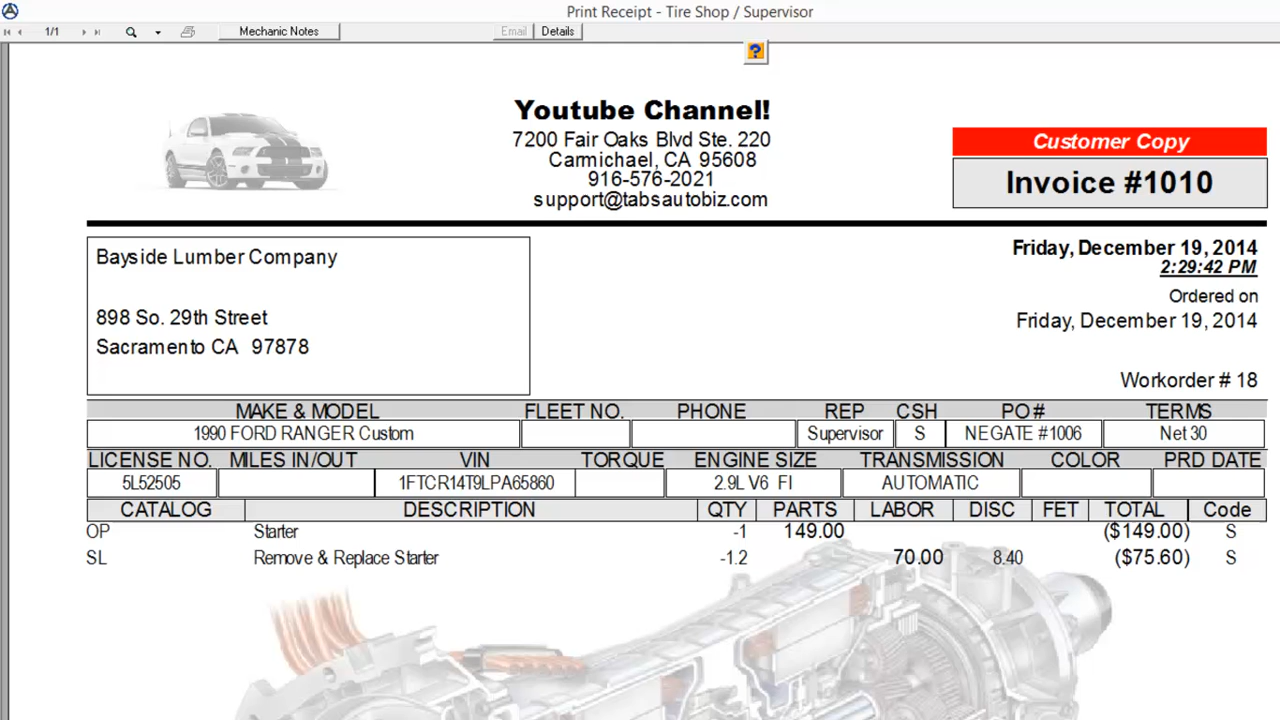 Print Receipt - Tire Shop / Supervisor
1/1 Mechanic Notes Email Details
?
Youtube Channel!
7200 Fair Oaks Blvd Ste. 220
Carmichael, CA 95608
916-576-2021
support@tabsautobiz.com
Customer Copy
Invoice #1010
Bayside Lumber Company
898 So. 29th Street
Sacramento CA 97878
Friday, December 19, 2014
2:29:42 PM
Ordered on
Friday, December 19, 2014
Workorder # 18
MAKE & MODEL FLEET NO. PHONE REP CSH PO # TERMS
1990 FORD RANGER Custom Supervisor S NEGATE #1006 Net 30
LICENSE NO. MILES IN/OUT VIN TORQUE ENGINE SIZE TRANSMISSION COLOR PRD DATE
5L52505 1FTCR14T9LPA65860 2.9L V6 FI AUTOMATIC
CATALOG DESCRIPTION QTY PARTS LABOR DISC FET TOTAL Code
OP Starter -1 149.00 ($149.00) S
SL Remove & Replace Starter -1.2 70.00 8.40 ($75.60) S